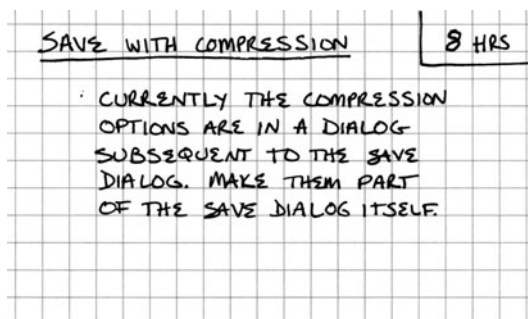 SAVE WITH COMPRESSION
8 HRS
CURRENTLY THE COMPRESSION
OPTIONS ARE IN A DIALOG
SUBSEQUENT TO THE SAVE
DIALOG. MAKE THEM PART
OF THE SAVE DIALOG ITSELF.